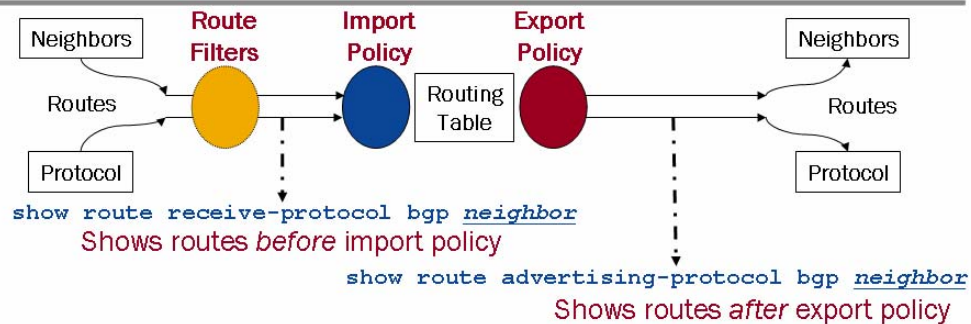 Route
Filters
Import
Policy
Export
Policy
Neighbors
Neighbors
Routes
Routing
Table
Routes
Protocol
Protocol
show route receive-protocol bgp neighbor
Shows routes before import policy
show route advertising-protocol bgp neighbor
Shows routes after export policy